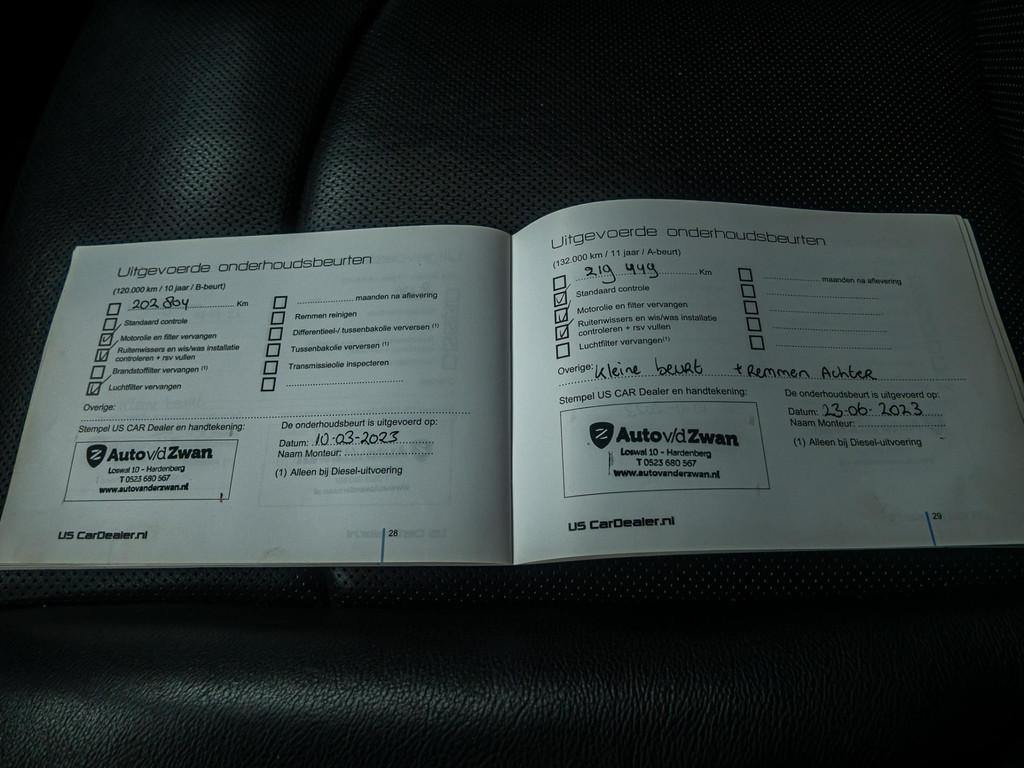 Uitgevoerde onderhoudsbeurten
(120.000 km / 10 jaar / B-beurt)
202 804 Km
Standaard controle
Motorolie en filter vervangen
Ruitenwissers en wis/was installatie
controleren + rsv vullen
Brandstoffilter vervangen (1)
Luchtfilter vervangen
maanden na aflevering
Remmen reinigen
Differentieel-/ tussenbakolie verversen (1)
Tussenbakolie verversen (1)
Transmissieolie inspecteren
Overige:
Stempel US CAR Dealer en handtekening:
Auto v/d Zwan
Loswal 10 - Hardenberg
T 0523 680 567
www.autovanderzwan.nl
De onderhoudsbeurt is uitgevoerd op:
Datum: 10-03-2023
Naam Monteur:
(1) Alleen bij Diesel-uitvoering
US CarDealer.nl
28
Uitgevoerde onderhoudsbeurten
(132.000 km / 11 jaar / A-beurt)
219 449 Km
Standaard controle
Motorolie en filter vervangen
Ruitenwissers en wis/was installatie
controleren + rsv vullen
Luchtfilter vervangen(1)
maanden na aflevering
Overige: Kleine beurt + Remmen Achter
Stempel US CAR Dealer en handtekening:
Auto v/d Zwan
Loswal 10 - Hardenberg
T 0523 680 567
www.autovanderzwan.nl
De onderhoudsbeurt is uitgevoerd op:
Datum: 23-06-2023
Naam Monteur:
(1) Alleen bij Diesel-uitvoering
US CarDealer.nl
29